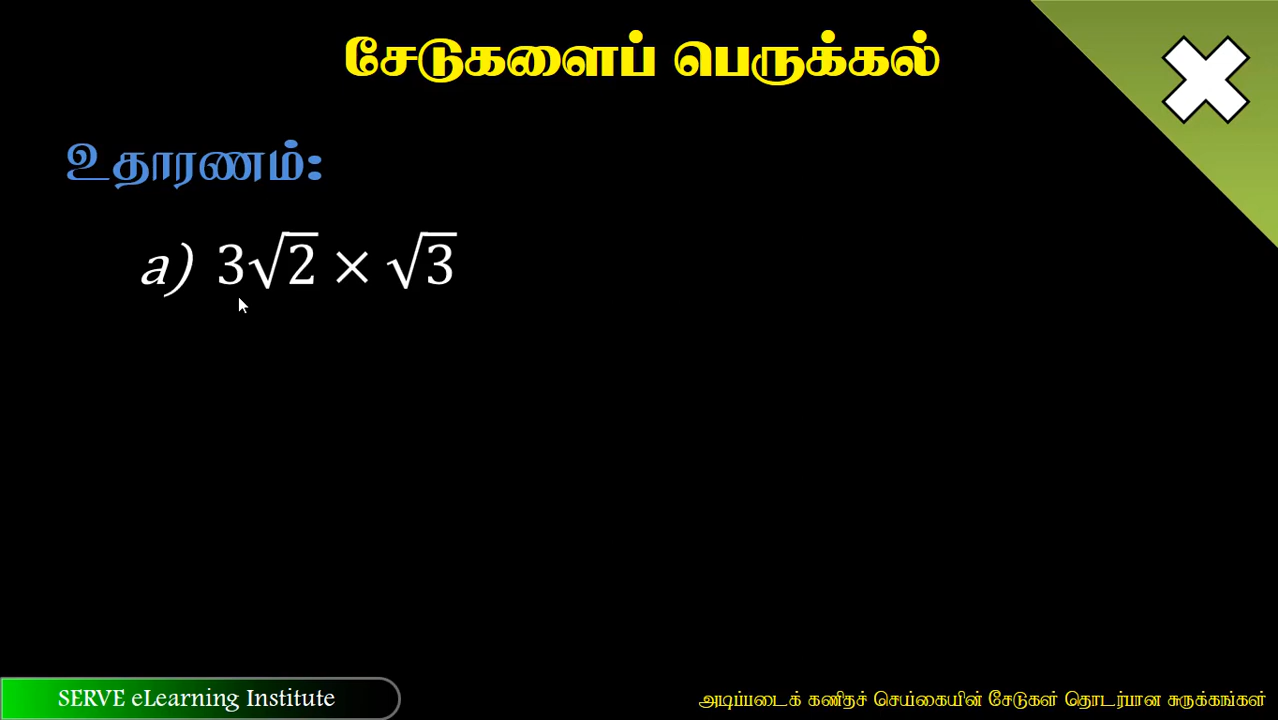 சேடுகளைப் பெருக்கல்
உதாரணம்:
a) 3√2 × √3
SERVE eLearning Institute
அடிப்படைக் கணிதச் செய்கையின் சேடுகள் தொடர்பான சுருக்கங்கள்